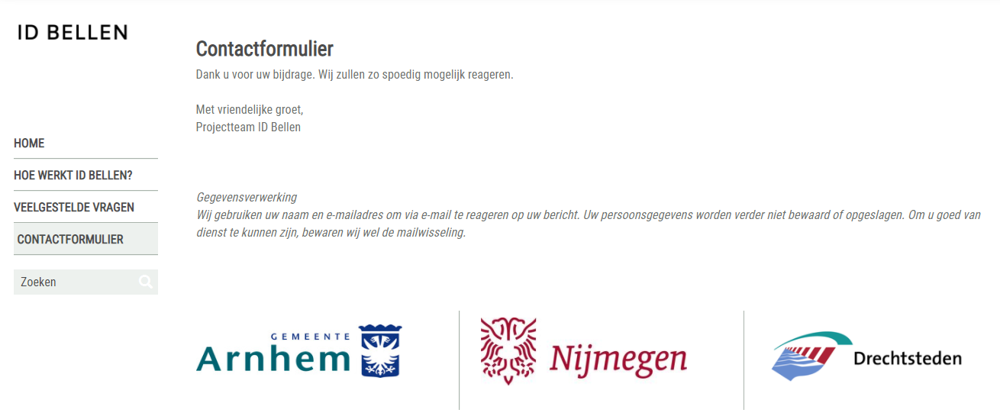 ID BELLEN
HOME
HOE WERKT ID BELLEN?
VEELGESTELDE VRAGEN
CONTACTFORMULIER
Zoeken
Contactformulier
Dank u voor uw bijdrage. Wij zullen zo spoedig mogelijk reageren.
Met vriendelijke groet,
Projectteam ID Bellen
Gegevensverwerking
Wij gebruiken uw naam en e-mailadres om via e-mail te reageren op uw bericht. Uw persoonsgegevens worden verder niet bewaard of opgeslagen. Om u goed van
dienst te kunnen zijn, bewaren wij wel de mailwisseling.
GEMEENTE
Arnhem
Nijmegen
Drechtsteden